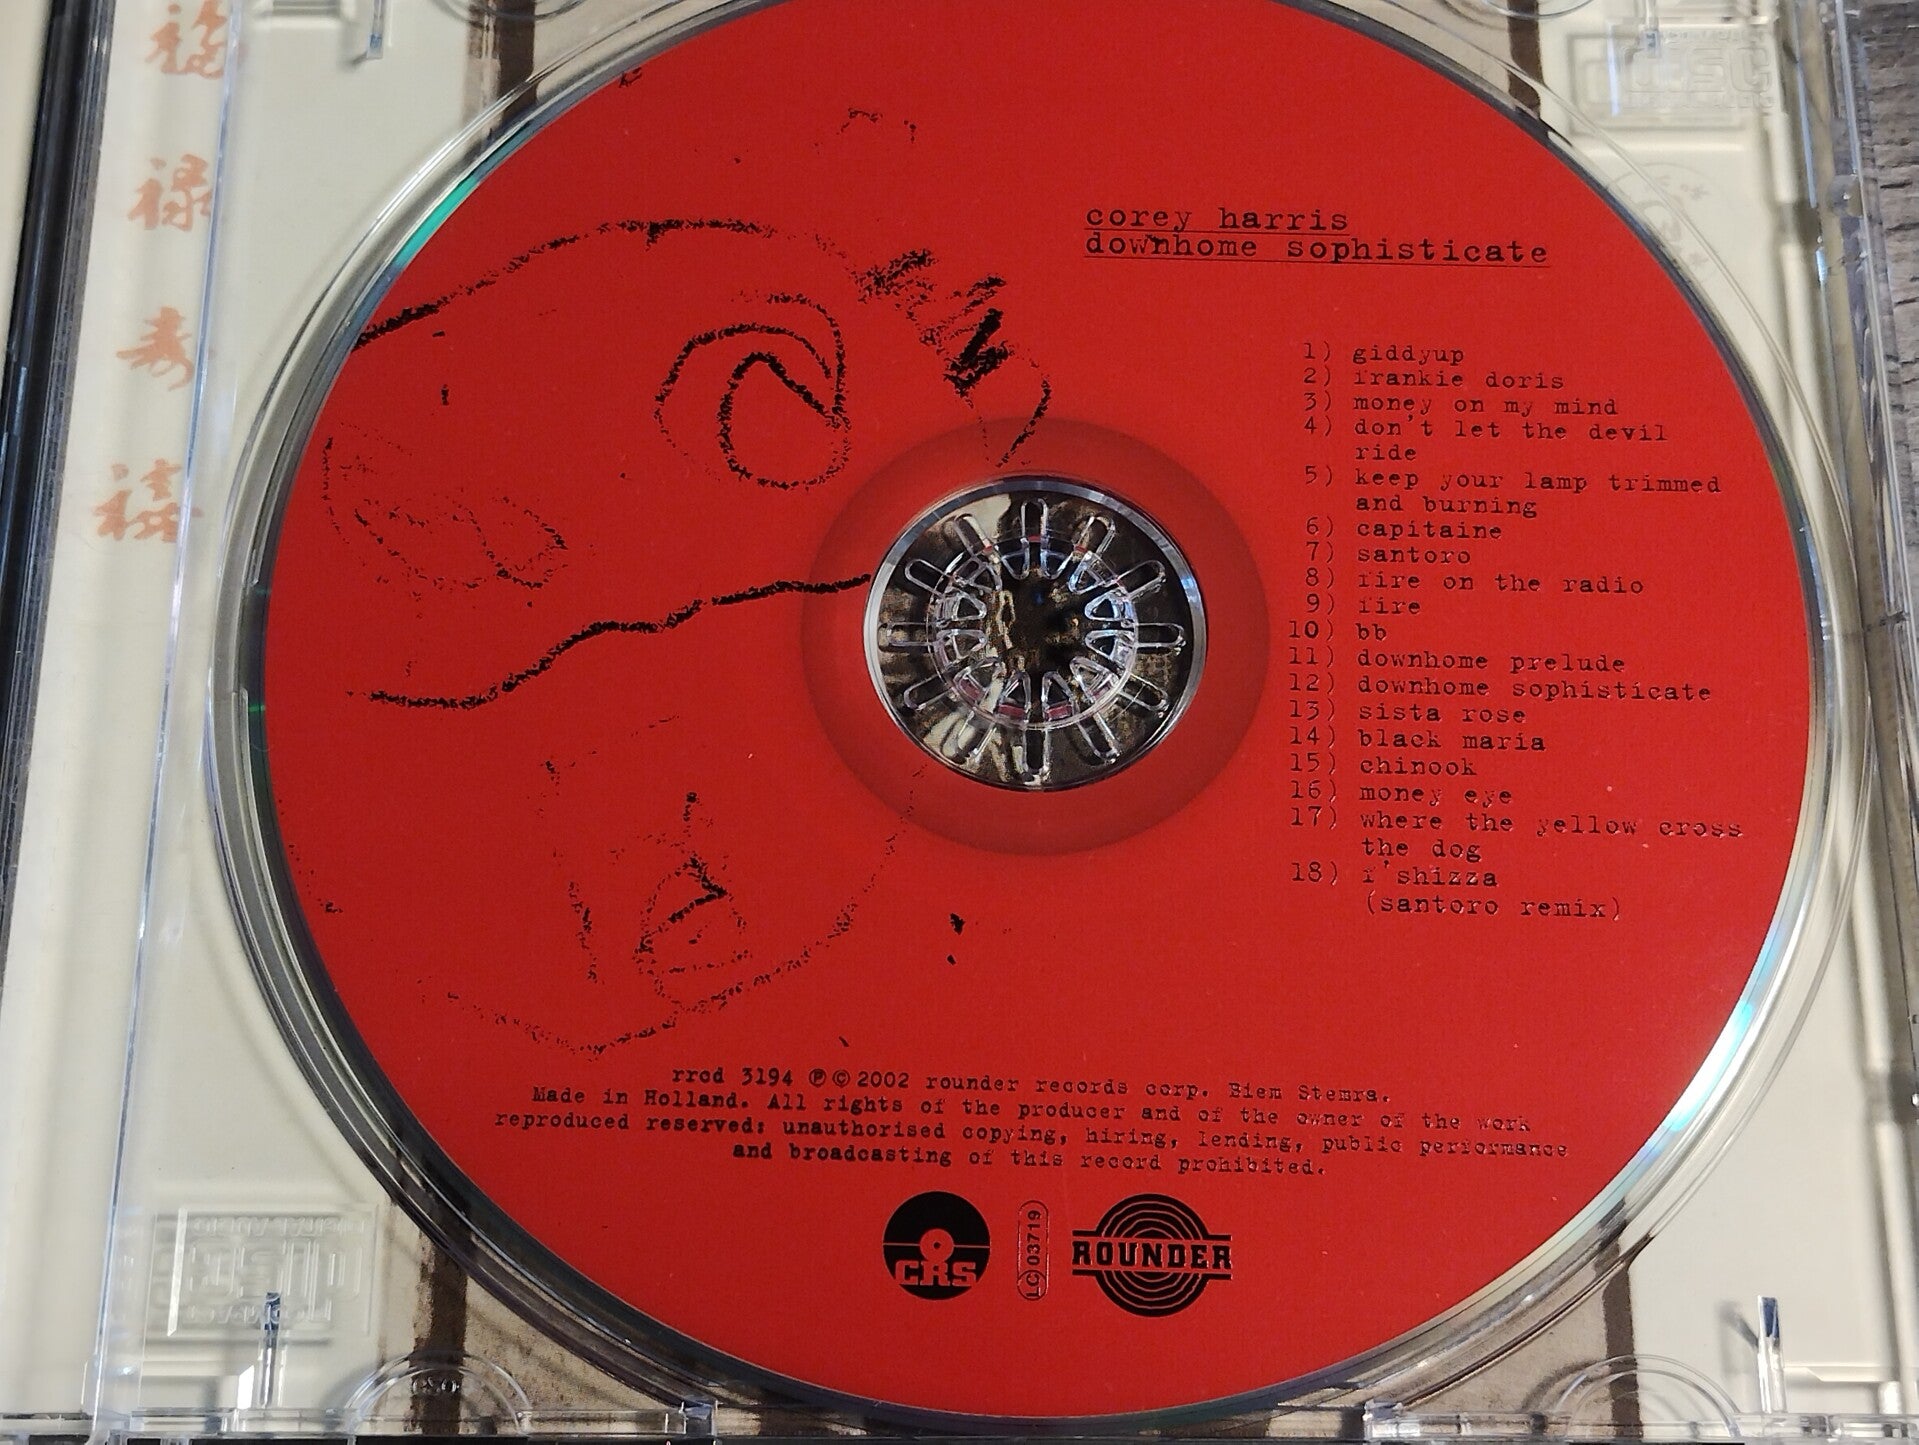 福
禄
寿
禧
corey harris
downhome sophisticate
1) giddyup
2) frankie doris
3) money on my mind
4) don't let the devil
ride
5) keep your lamp trimmed
and burning
6) capitaine
7) santoro
8) fire on the radio
9) fire
10) bb
11) downhome prelude
12) downhome sophisticate
13) sista rose
14) black maria
15) chinook
16) money eye
17) where the yellow cross
the dog
18) f'shizza
(santoro remix)
rrcd 3194 ℗©2002 rounder records corp. Biem Stemra.
Made in Holland. All rights of the producer and of the owner of the work
reproduced reserved: unauthorised copying, hiring, lending, public performance
and broadcasting of this record prohibited.
CRS
LC 03719
ROUNDER